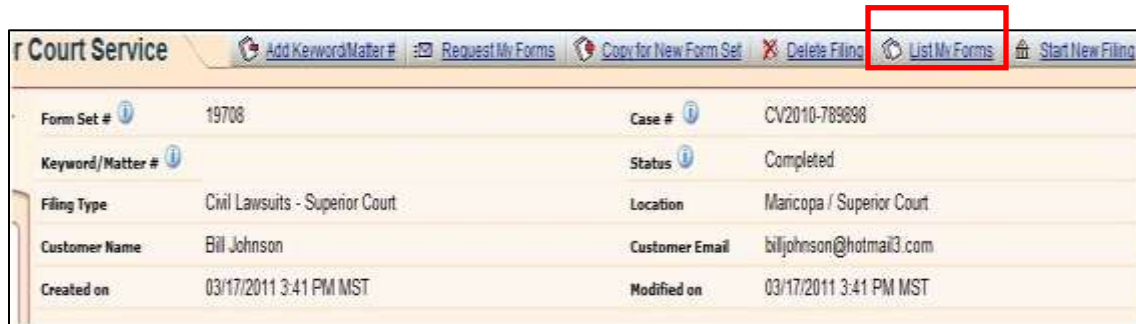 r Court Service Add Keyword/Matter # Request My Forms Copy for New Form Set Delete Filing List My Forms Start New Filing
Form Set # 19708 Case # CV2010-789898
Keyword/Matter # Status Completed
Filing Type Civil Lawsuits - Superior Court Location Maricopa / Superior Court
Customer Name Bill Johnson Customer Email billjohnson@hotmail3.com
Created on 03/17/2011 3:41 PM MST Modified on 03/17/2011 3:41 PM MST